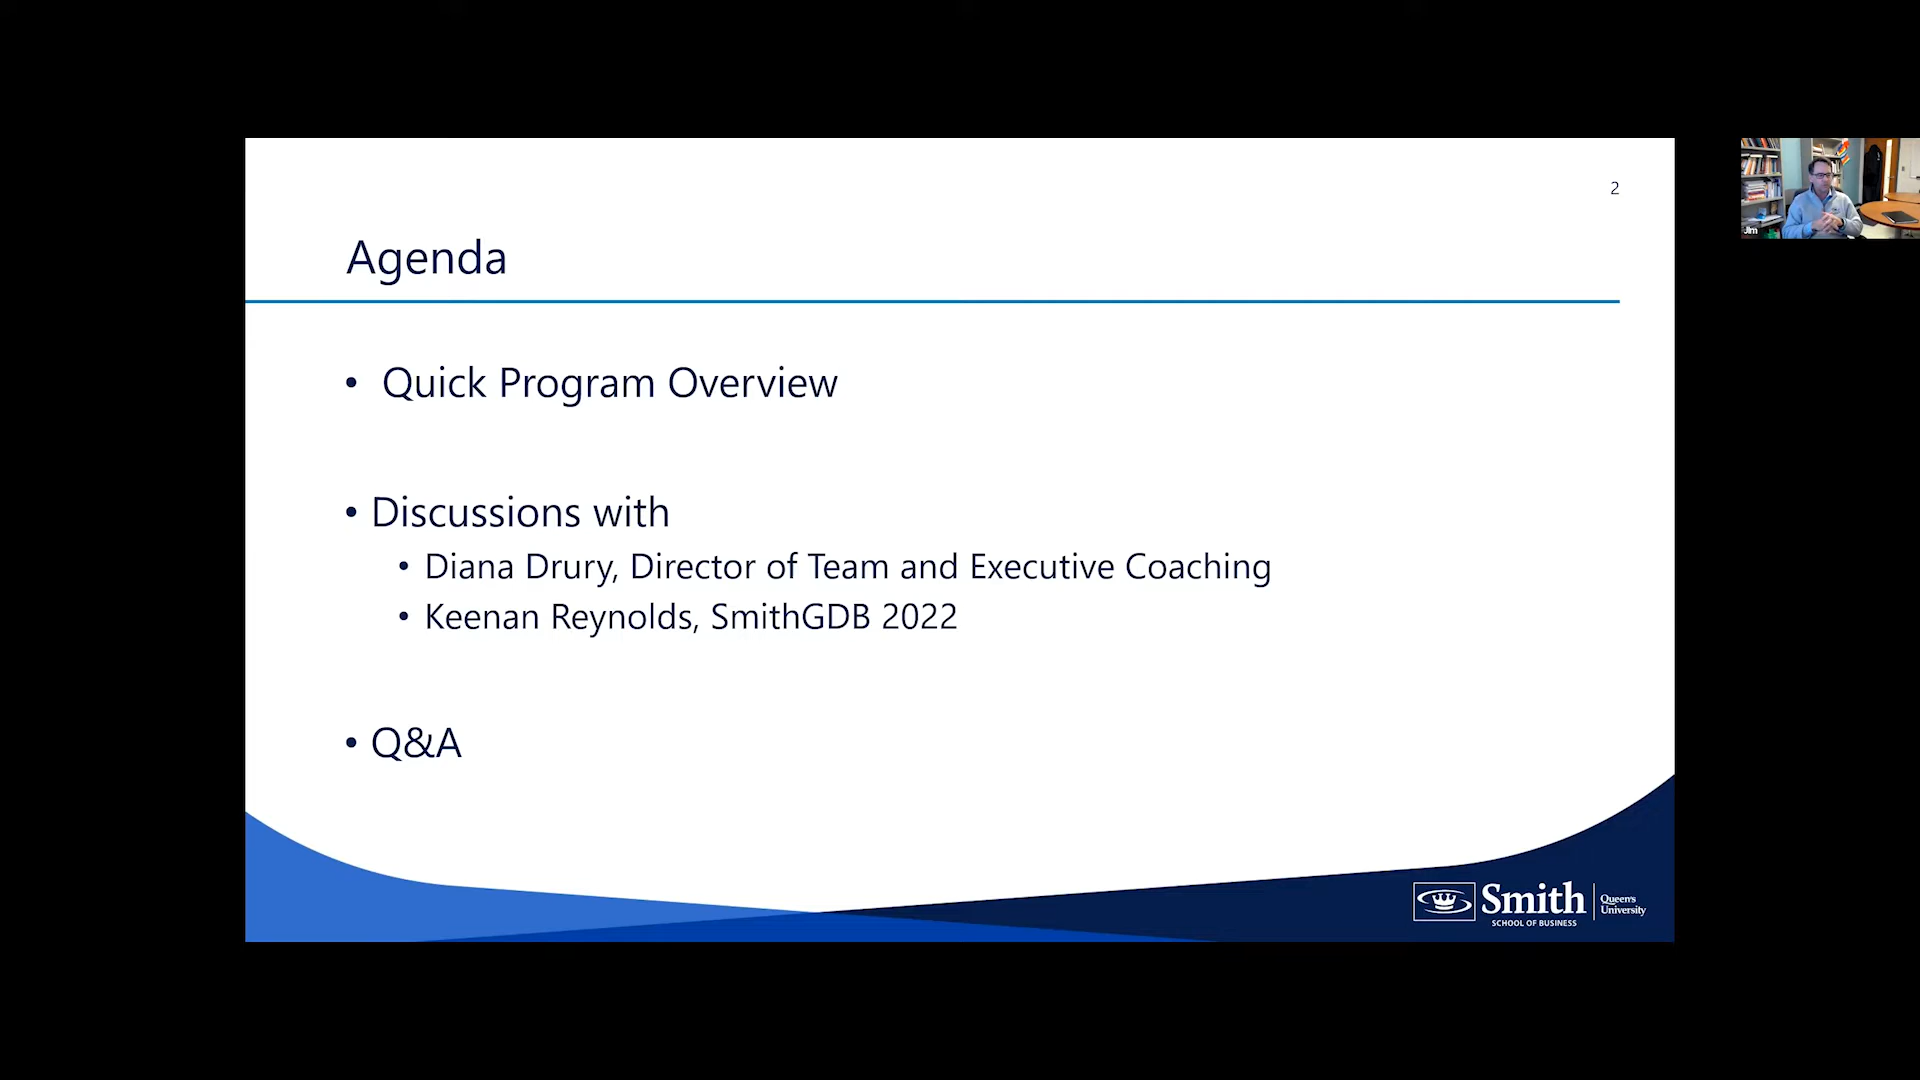 2
Jim
Agenda
• Quick Program Overview
• Discussions with
• Diana Drury, Director of Team and Executive Coaching
• Keenan Reynolds, SmithGDB 2022
• Q&A
Smith
SCHOOL OF BUSINESS
Queen's
University